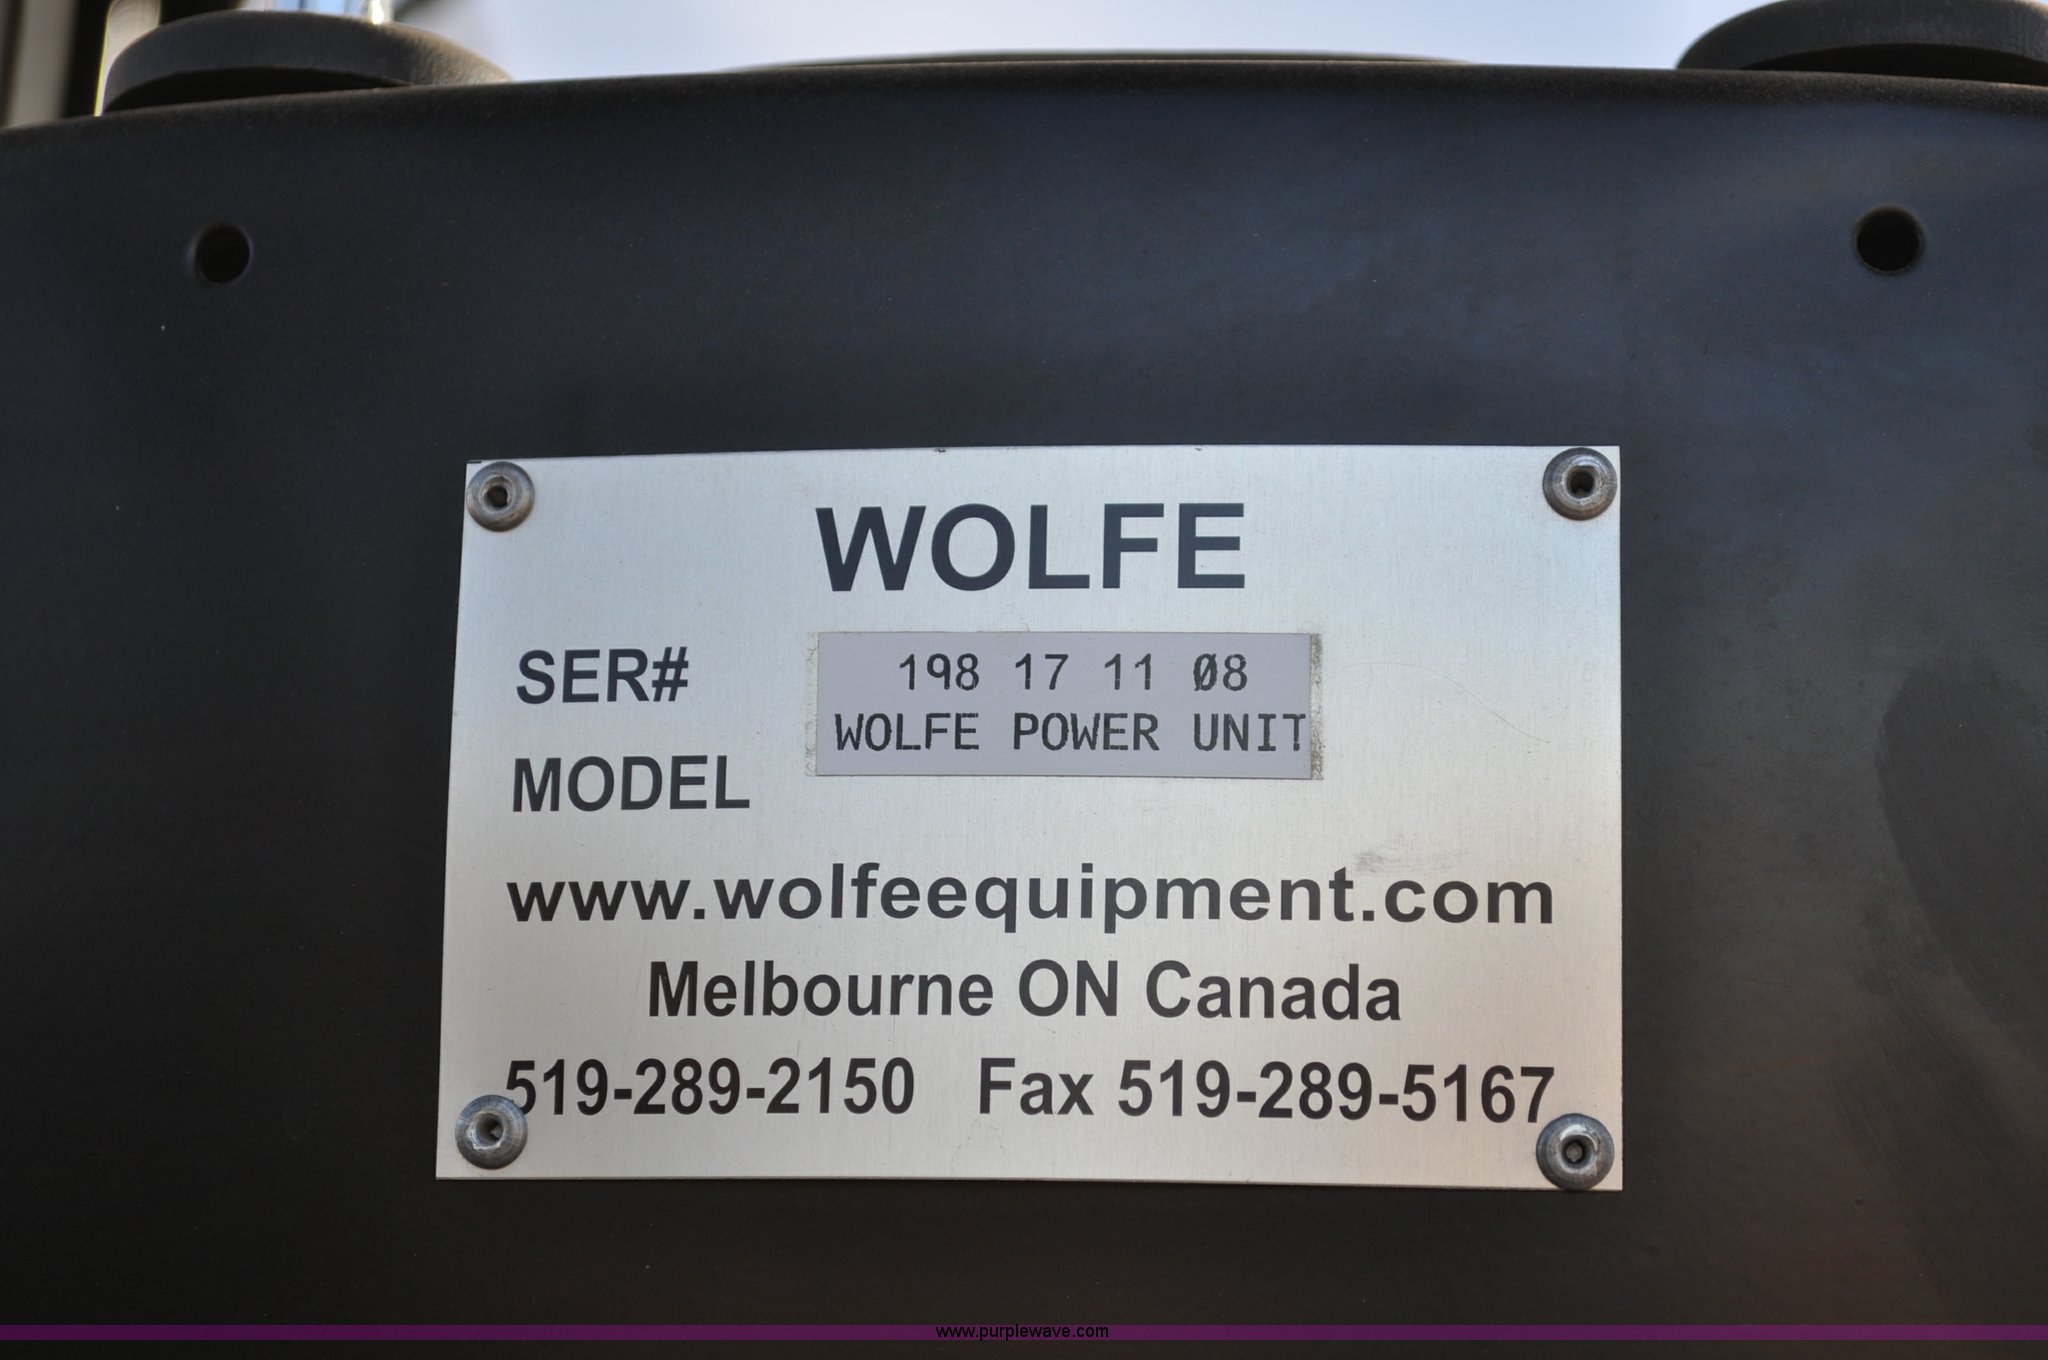 WOLFE
SER# 198 17 11 08
WOLFE POWER UNIT
MODEL
www.wolfeequipment.com
Melbourne ON Canada
519-289-2150 Fax 519-289-5167
www.purplewave.com